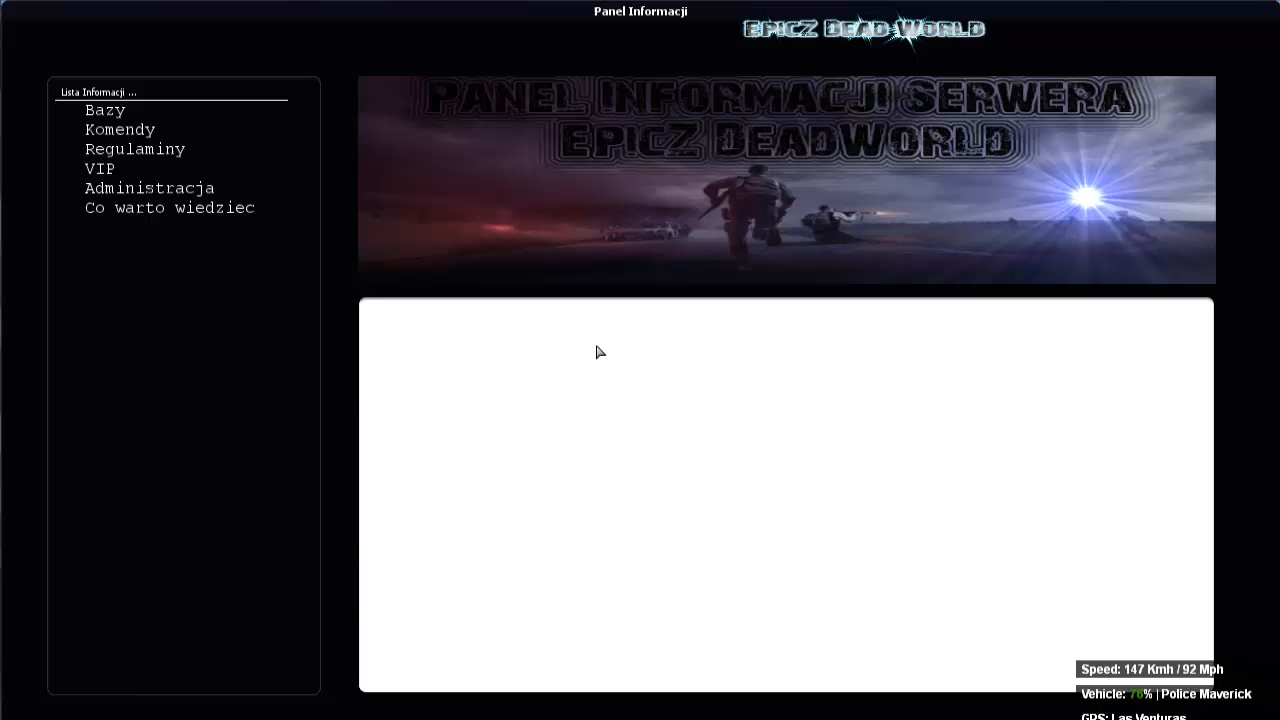 Panel Informacji
EpicZ Dead World
Lista Informacji ...
Bazy
Komendy
Regulaminy
VIP
Administracja
Co warto wiedziec
Panel Informacji Serwera
EpicZ DeadWorld
Speed: 147 Kmh / 92 Mph
Vehicle: 76% | Police Maverick
GPS: Las Venturas